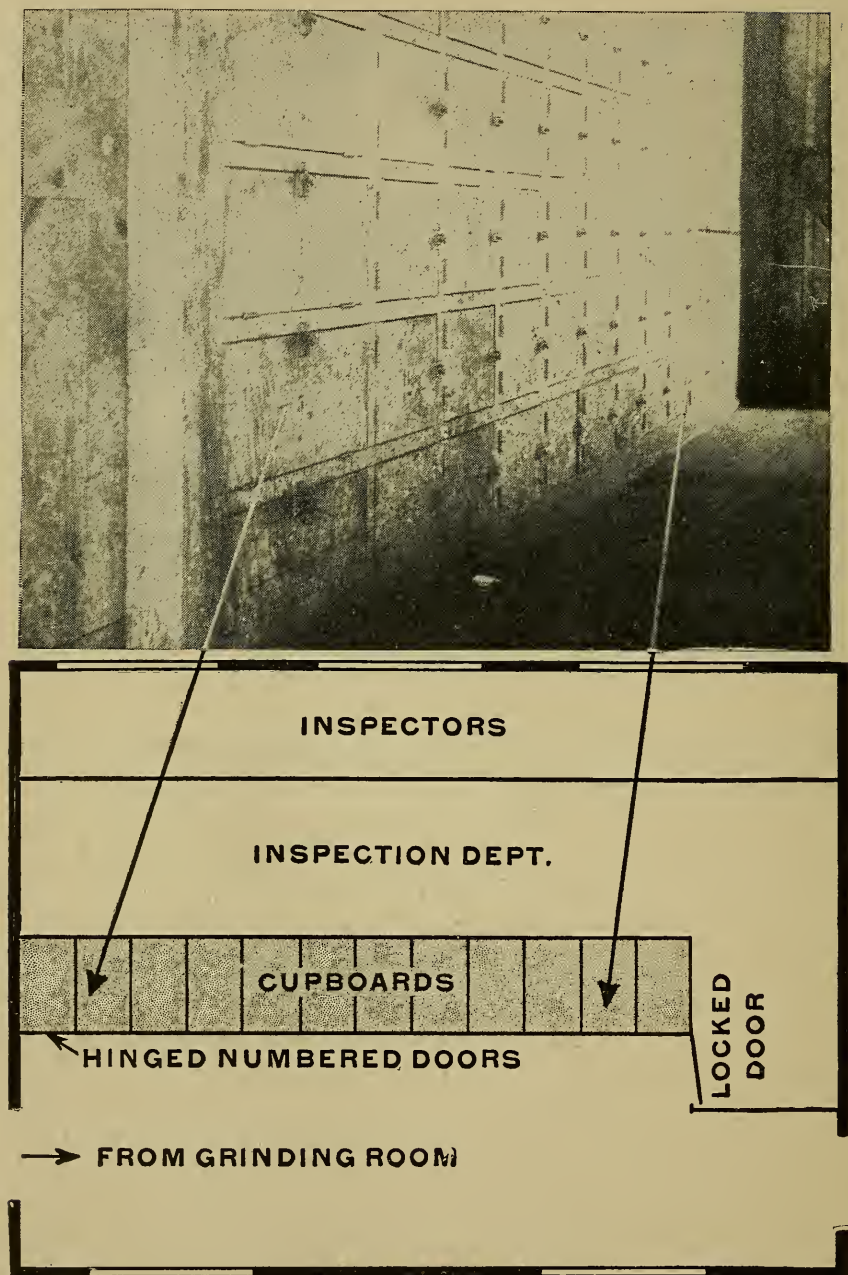 INSPECTORS
INSPECTION DEPT.
CUPBOARDS
HINGED NUMBERED DOORS
LOCKED
DOOR
FROM GRINDING ROOM